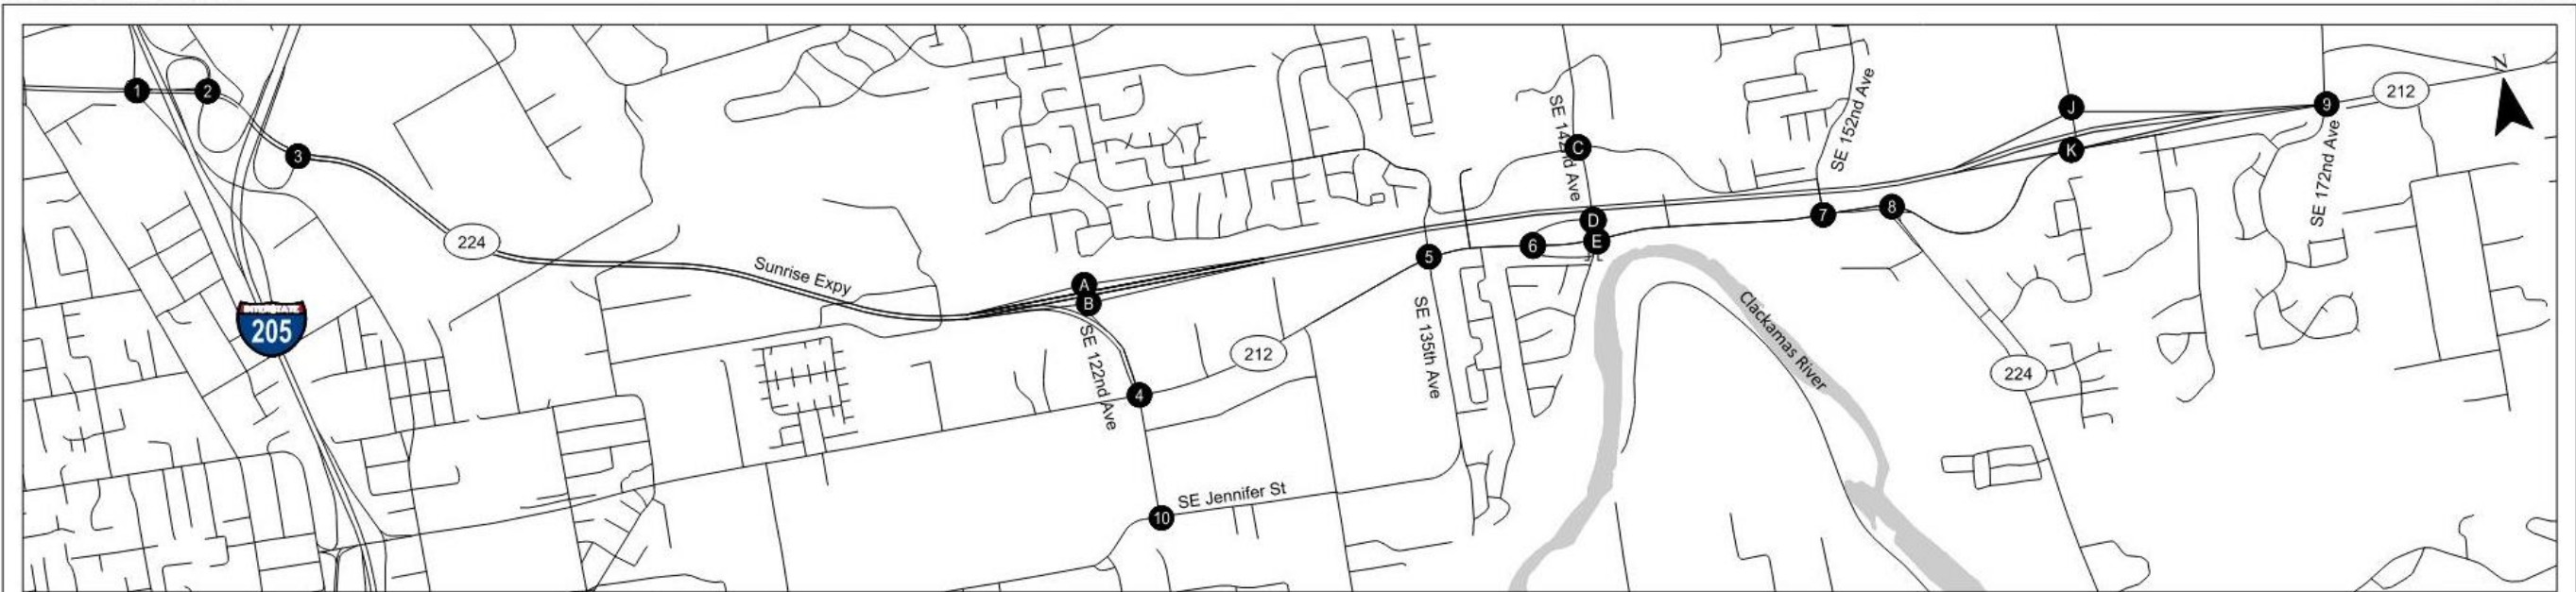 N
J
212
1
2
9
SE 142nd Ave
SE 152nd Ave
C
K
3
SE 172nd Ave
8
7
D
224
E
6
5
Sunrise Expy
A
B
Clackamas River
INTERSTATE
205
SE 122nd Ave
SE 135th Ave
212
224
4
SE Jennifer St
10